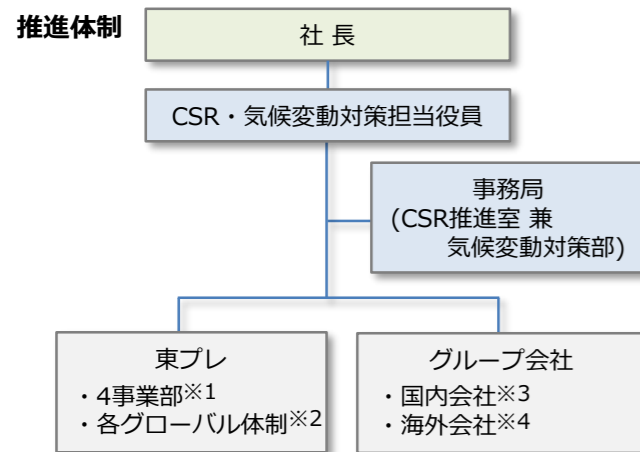 推進体制
社 長
CSR・気候変動対策担当役員
事務局
(CSR推進室 兼
気候変動対策部)
東プレ
・4事業部※1
・各グローバル体制※2
グループ会社
・国内会社※3
・海外会社※4